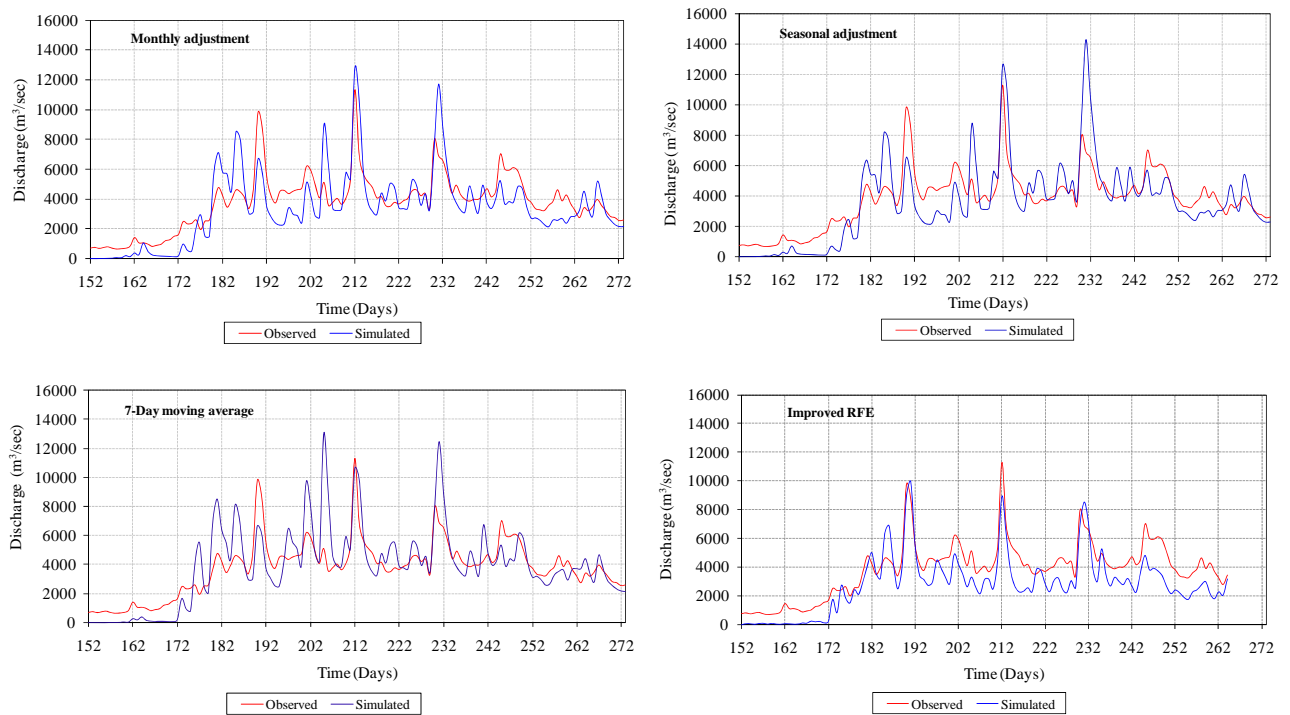 Monthly adjustment
Discharge (m³/sec)
16000
14000
12000
10000
8000
6000
4000
2000
0
152 162 172 182 192 202 212 222 232 242 252 262 272
Time (Days)
Observed Simulated
Seasonal adjustment
Discharge (m³/sec)
16000
14000
12000
10000
8000
6000
4000
2000
0
152 162 172 182 192 202 212 222 232 242 252 262 272
Time (Days)
Observed Simulated
7-Day moving average
Discharge (m³/sec)
16000
14000
12000
10000
8000
6000
4000
2000
0
152 162 172 182 192 202 212 222 232 242 252 262 272
Time (Days)
Observed Simulated
Improved RFE
Discharge (m³/sec)
16000
14000
12000
10000
8000
6000
4000
2000
0
152 162 172 182 192 202 212 222 232 242 252 262 272
Time (Days)
Observed Simulated